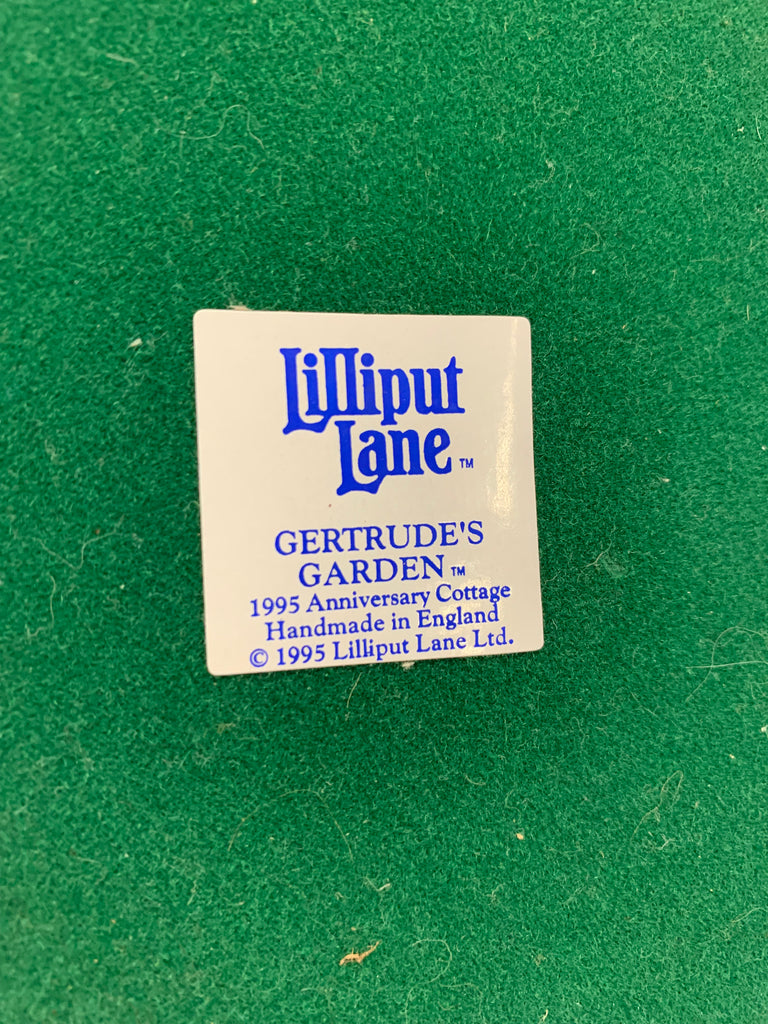 Lilliput
Lane™
GERTRUDE'S
GARDEN™
1995 Anniversary Cottage
Handmade in England
© 1995 Lilliput Lane Ltd.